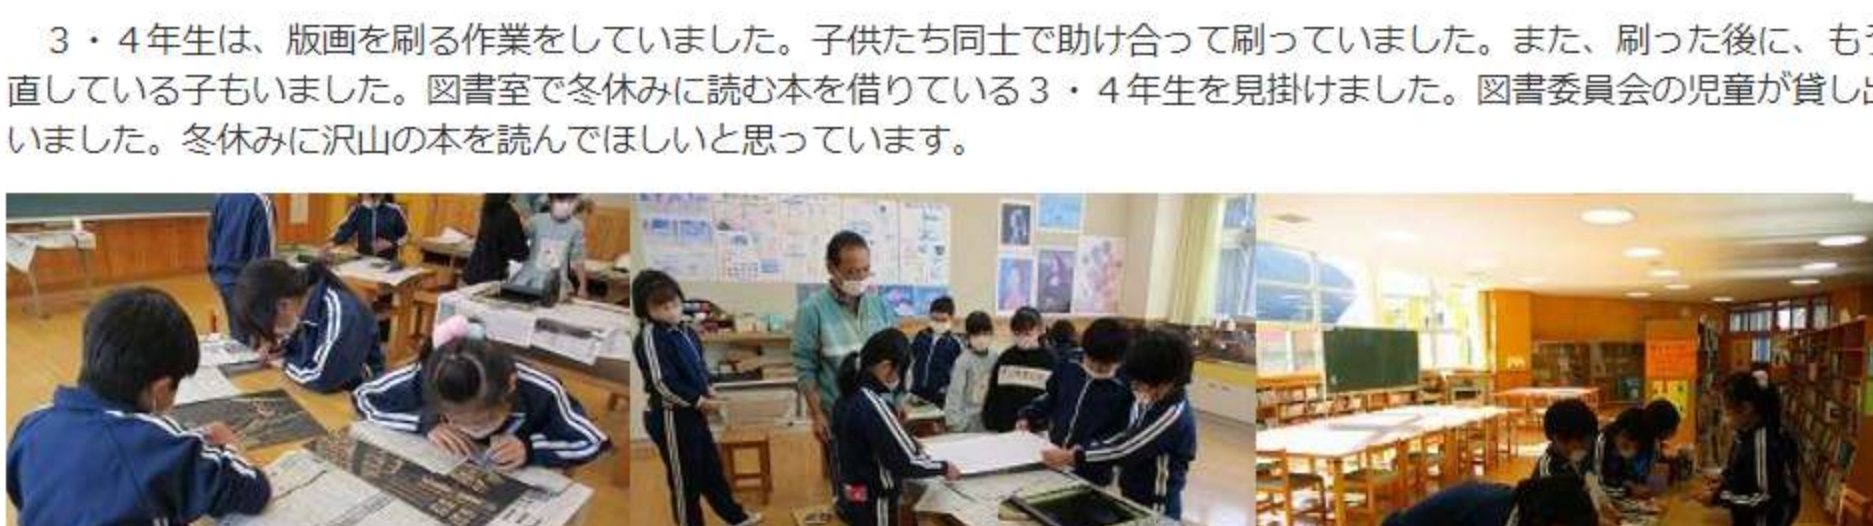 ３・４年生は、版画を刷る作業をしていました。子供たち同士で助け合って刷っていました。また、刷った後に、も
直している子もいました。図書室で冬休みに読む本を借りている３・４年生を見掛けました。図書委員会の児童が貸し
いました。冬休みに沢山の本を読んでほしいと思っています。